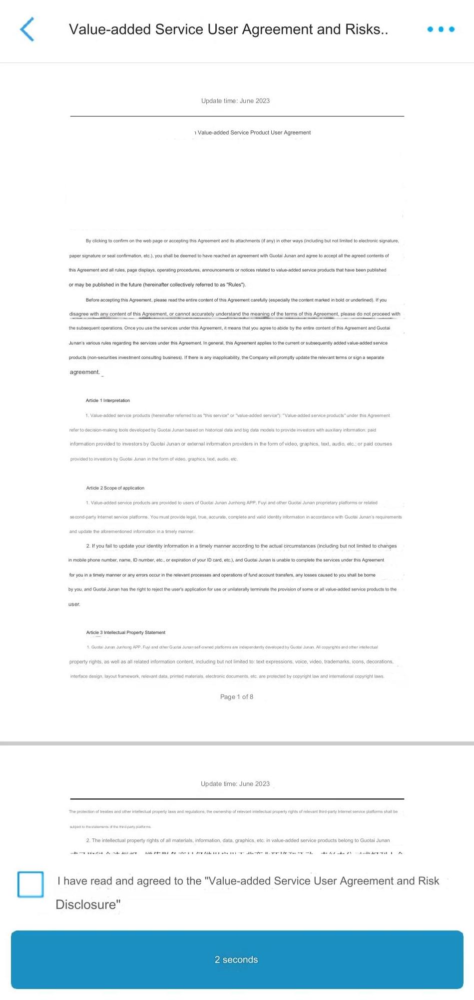 Value-added Service User Agreement and Risks..
Update time: June 2023
Value-added Service Product User Agreement
By clicking to confirm on the web page or accepting this Agreement and its attachments (if any) in other ways (including but not limited to electronic signature,
paper signature or seal confirmation, etc.), you shall be deemed to have reached an agreement with Guotai Junan and agree to accept all the agreed contents of
this Agreement and all rules, page displays, operating procedures, announcements or notices related to value-added service products that have been published
or may be published in the future (hereinafter collectively referred to as "Rules").
Before accepting this Agreement, please read the entire content of this Agreement carefully (especially the content marked in bold or underlined). If you
disagree with any content of this Agreement, or cannot accurately understand the meaning of the terms of this Agreement, please do not proceed with
the subsequent operations. Once you use the services under this Agreement, it means that you agree to abide by the entire content of this Agreement and Guotai
Junan's various rules regarding the services under this Agreement. In general, this Agreement applies to the current or subsequently added value-added service
products (non-securities investment consulting business). If there is any inapplicability, the Company will promptly update the relevant terms or sign a separate
agreement.
Article 1 Interpretation
1. Value-added service products (hereinafter referred to as "this service" or "value-added service"): "Value-added service products" under this Agreement
refer to decision-making tools developed by Guotai Junan based on historical data and big data models to provide investors with auxiliary information: paid
information provided to investors by Guotai Junan or external information providers in the form of video, graphics, text, audio, etc.; or paid courses
provided to investors by Guotai Junan in the form of video, graphics, text, audio, etc.
Article 2 Scope of application
1. Value-added service products are provided to users of Guotai Junan Junhong APP, Fuyi and other Guotai Junan proprietary platforms or related
second-party Internet service platforms. You must provide legal, true, accurate, complete and valid identity information in accordance with Guotai Junan's requirements
and update the aforementioned information in a timely manner.
2. If you fail to update your identity information in a timely manner according to the actual circumstances (including but not limited to changes
in mobile phone number, name, ID number, etc., or expiration of your ID card, etc.), and Guotai Junan is unable to complete the services under this Agreement
for you in a timely manner or any errors occur in the relevant processes and operations of fund account transfers, any losses caused to you shall be borne
by you, and Guotai Junan has the right to reject the user's application for use or unilaterally terminate the provision of some or all value-added service products to the
user.
Article 3 Intellectual Property Statement
1. Guotai Junan Junhong APP, Fuyi and other Guotai Junan self-owned platforms are independently developed by Guotai Junan. All copyrights and other intellectual
property rights, as well as all related information content, including but not limited to: text expressions, voice, video, trademarks, icons, decorations,
interface design, layout framework, relevant data, printed materials, electronic documents, etc. are protected by copyright law and international copyright laws.
Page 1 of 8
Update time: June 2023
The protection of treaties and other intellectual property laws and regulations; the ownership of relevant intellectual property rights of relevant third-party Internet service platforms shall be
subject to the statements of the third-party platforms.
2. The intellectual property rights of all materials, information, data, graphics, etc. in value-added service products belong to Guotai Junan
I have read and agreed to the "Value-added Service User Agreement and Risk
Disclosure"
2 seconds